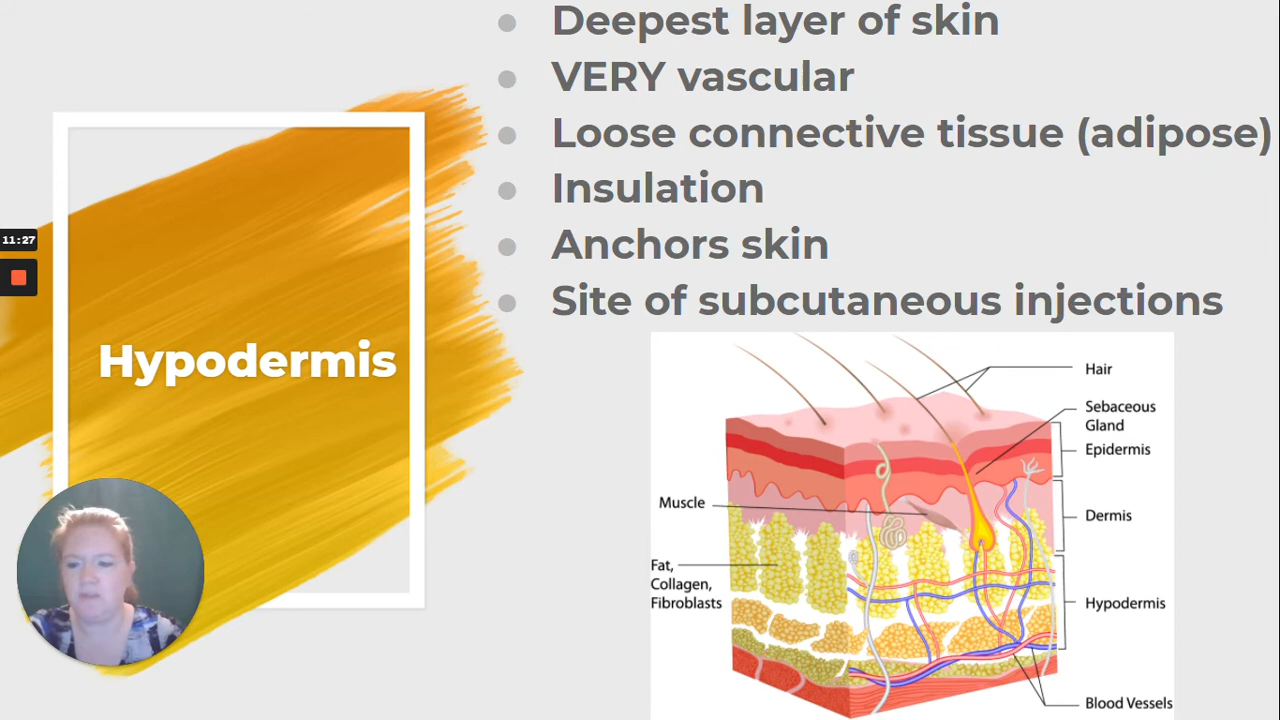 Deepest layer of skin
VERY vascular
Loose connective tissue (adipose)
Insulation
Anchors skin
Site of subcutaneous injections
11:27
Hypodermis
Hair
Sebaceous
Gland
Epidermis
Muscle
Dermis
Fat,
Collagen,
Fibroblasts
Hypodermis
Blood Vessels